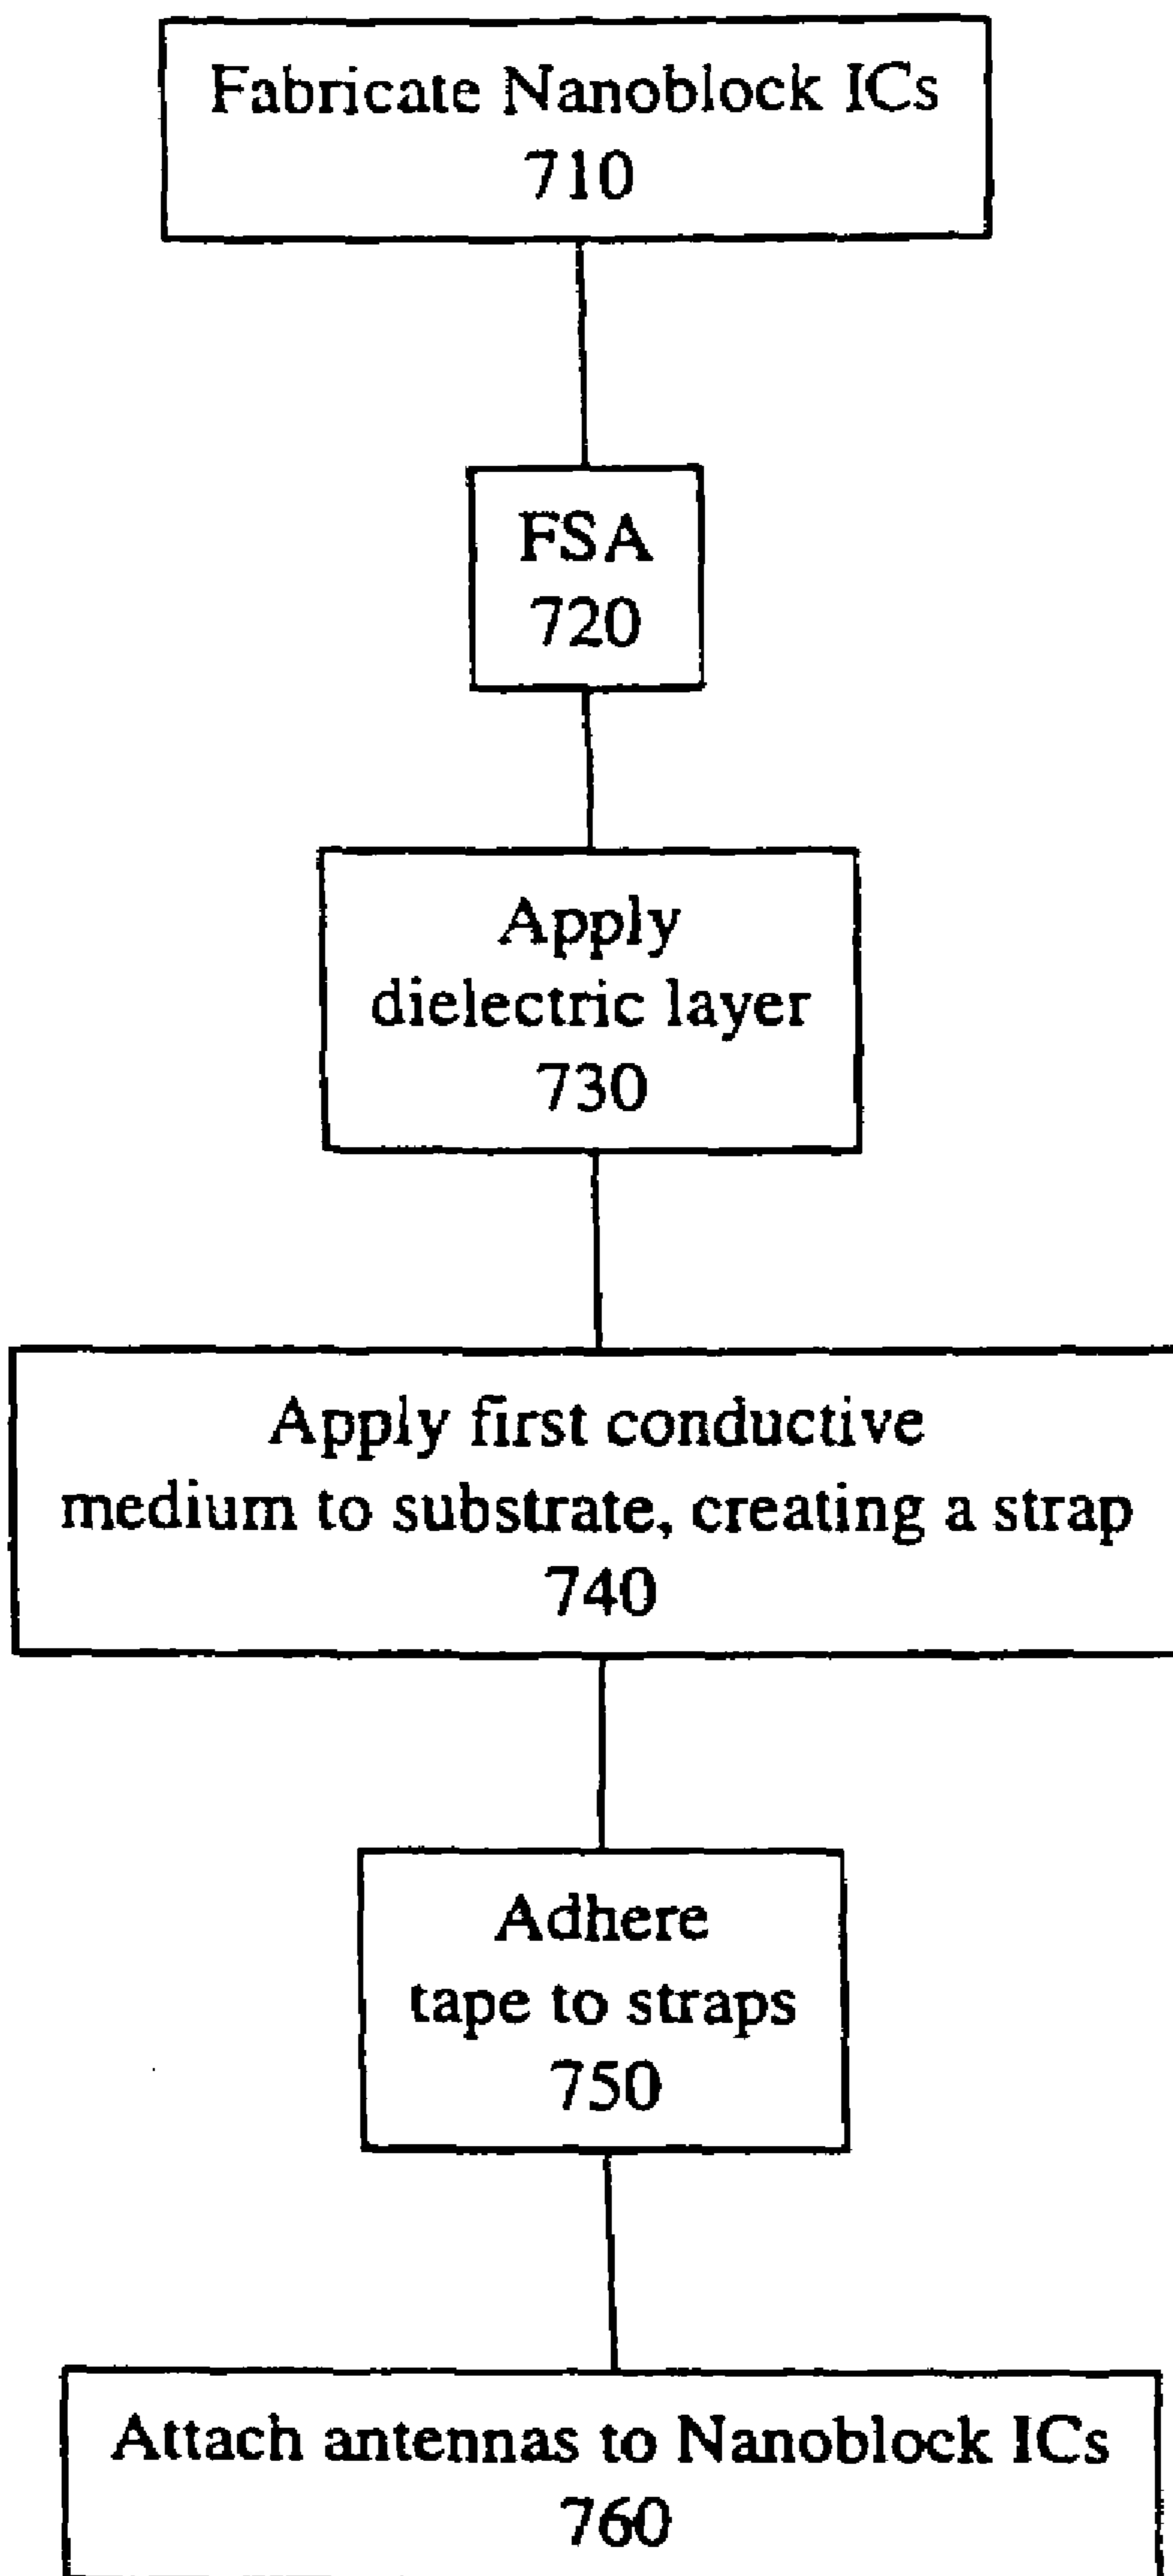 Fabricate Nanoblock ICs
710
FSA
720
Apply
dielectric layer
730
Apply first conductive
medium to substrate, creating a strap
740
Adhere
tape to straps
750
Attach antennas to Nanoblock ICs
760